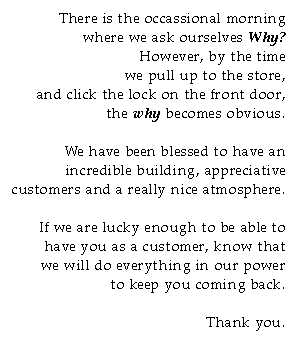 There is the occassional morning
where we ask ourselves Why?
However, by the time
we pull up to the store,
and click the lock on the front door,
the why becomes obvious.
We have been blessed to have an
incredible building, appreciative
customers and a really nice atmosphere.
If we are lucky enough to be able to
have you as a customer, know that
we will do everything in our power
to keep you coming back.
Thank you.